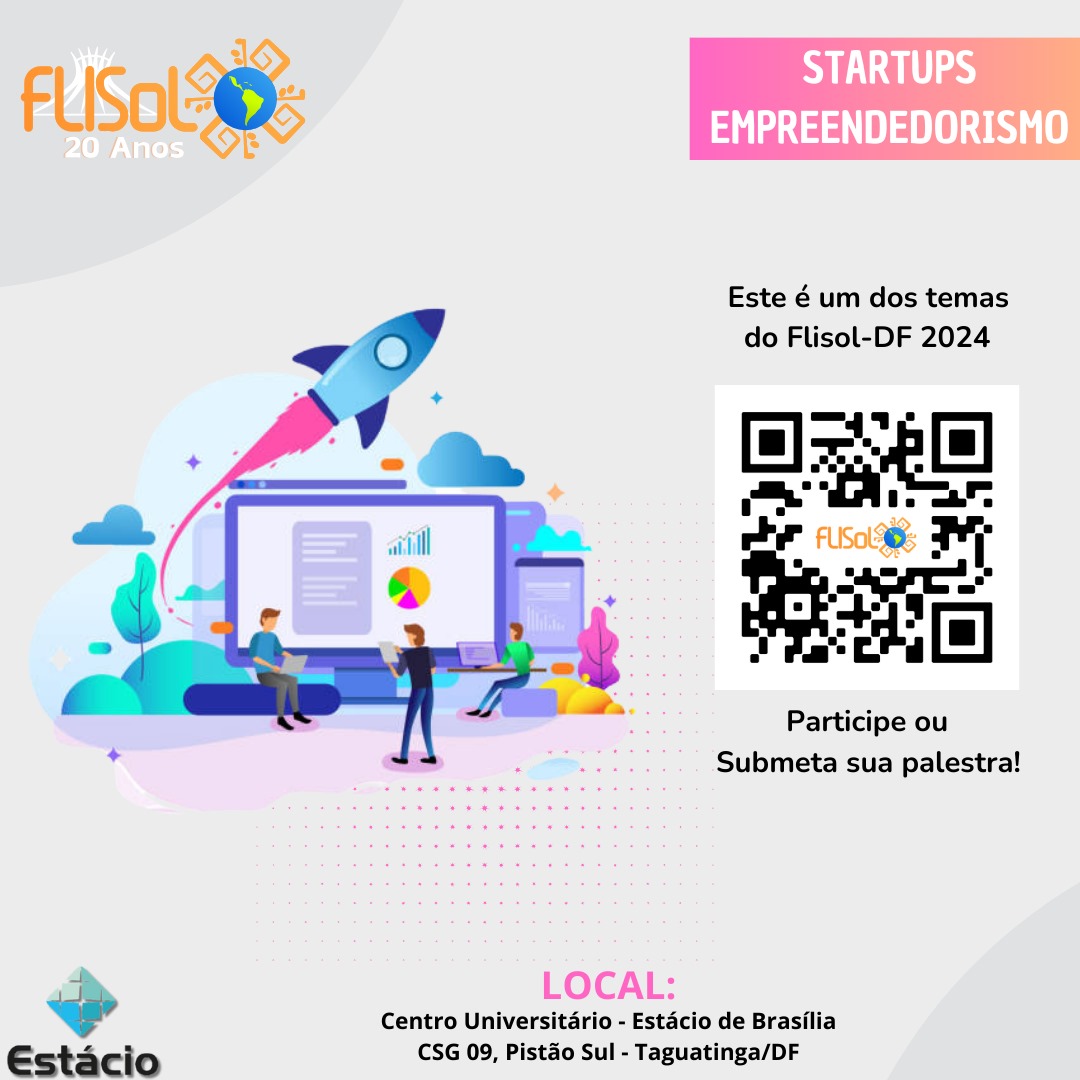 FLISol
20 Anos
STARTUPS
EMPREENDEDORISMO
Este é um dos temas
do Flisol-DF 2024
FLISol
Participe ou
Submeta sua palestra!
LOCAL:
Centro Universitário - Estácio de Brasília
CSG 09, Pistão Sul - Taguatinga/DF
Estácio